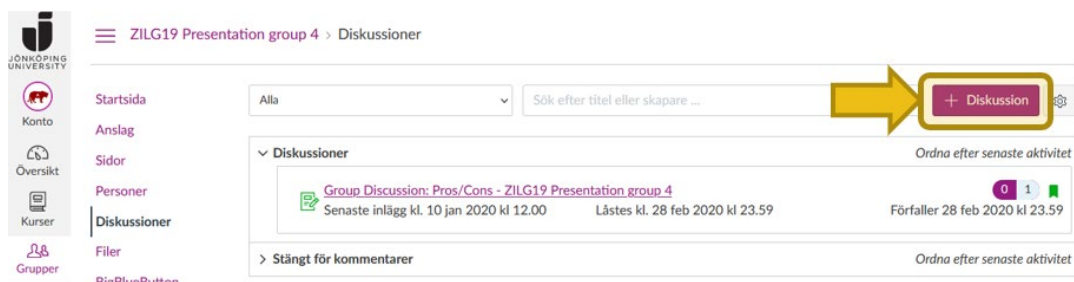 JÖNKÖPING
UNIVERSITY
ZILG19 Presentation group 4 > Diskussioner
Konto
Översikt
Kurser
Grupper
Startsida
Anslag
Sidor
Personer
Diskussioner
Filer
BigBlueButton
Alla
Sök efter titel eller skapare ...
+ Diskussion
Diskussioner
Ordna efter senaste aktivitet
Group Discussion: Pros/Cons - ZILG19 Presentation group 4
0 1
Senaste inlägg kl. 10 jan 2020 kl 12.00 Låstes kl. 28 feb 2020 kl 23.59 Förfaller 28 feb 2020 kl 23.59
Stängt för kommentarer
Ordna efter senaste aktivitet